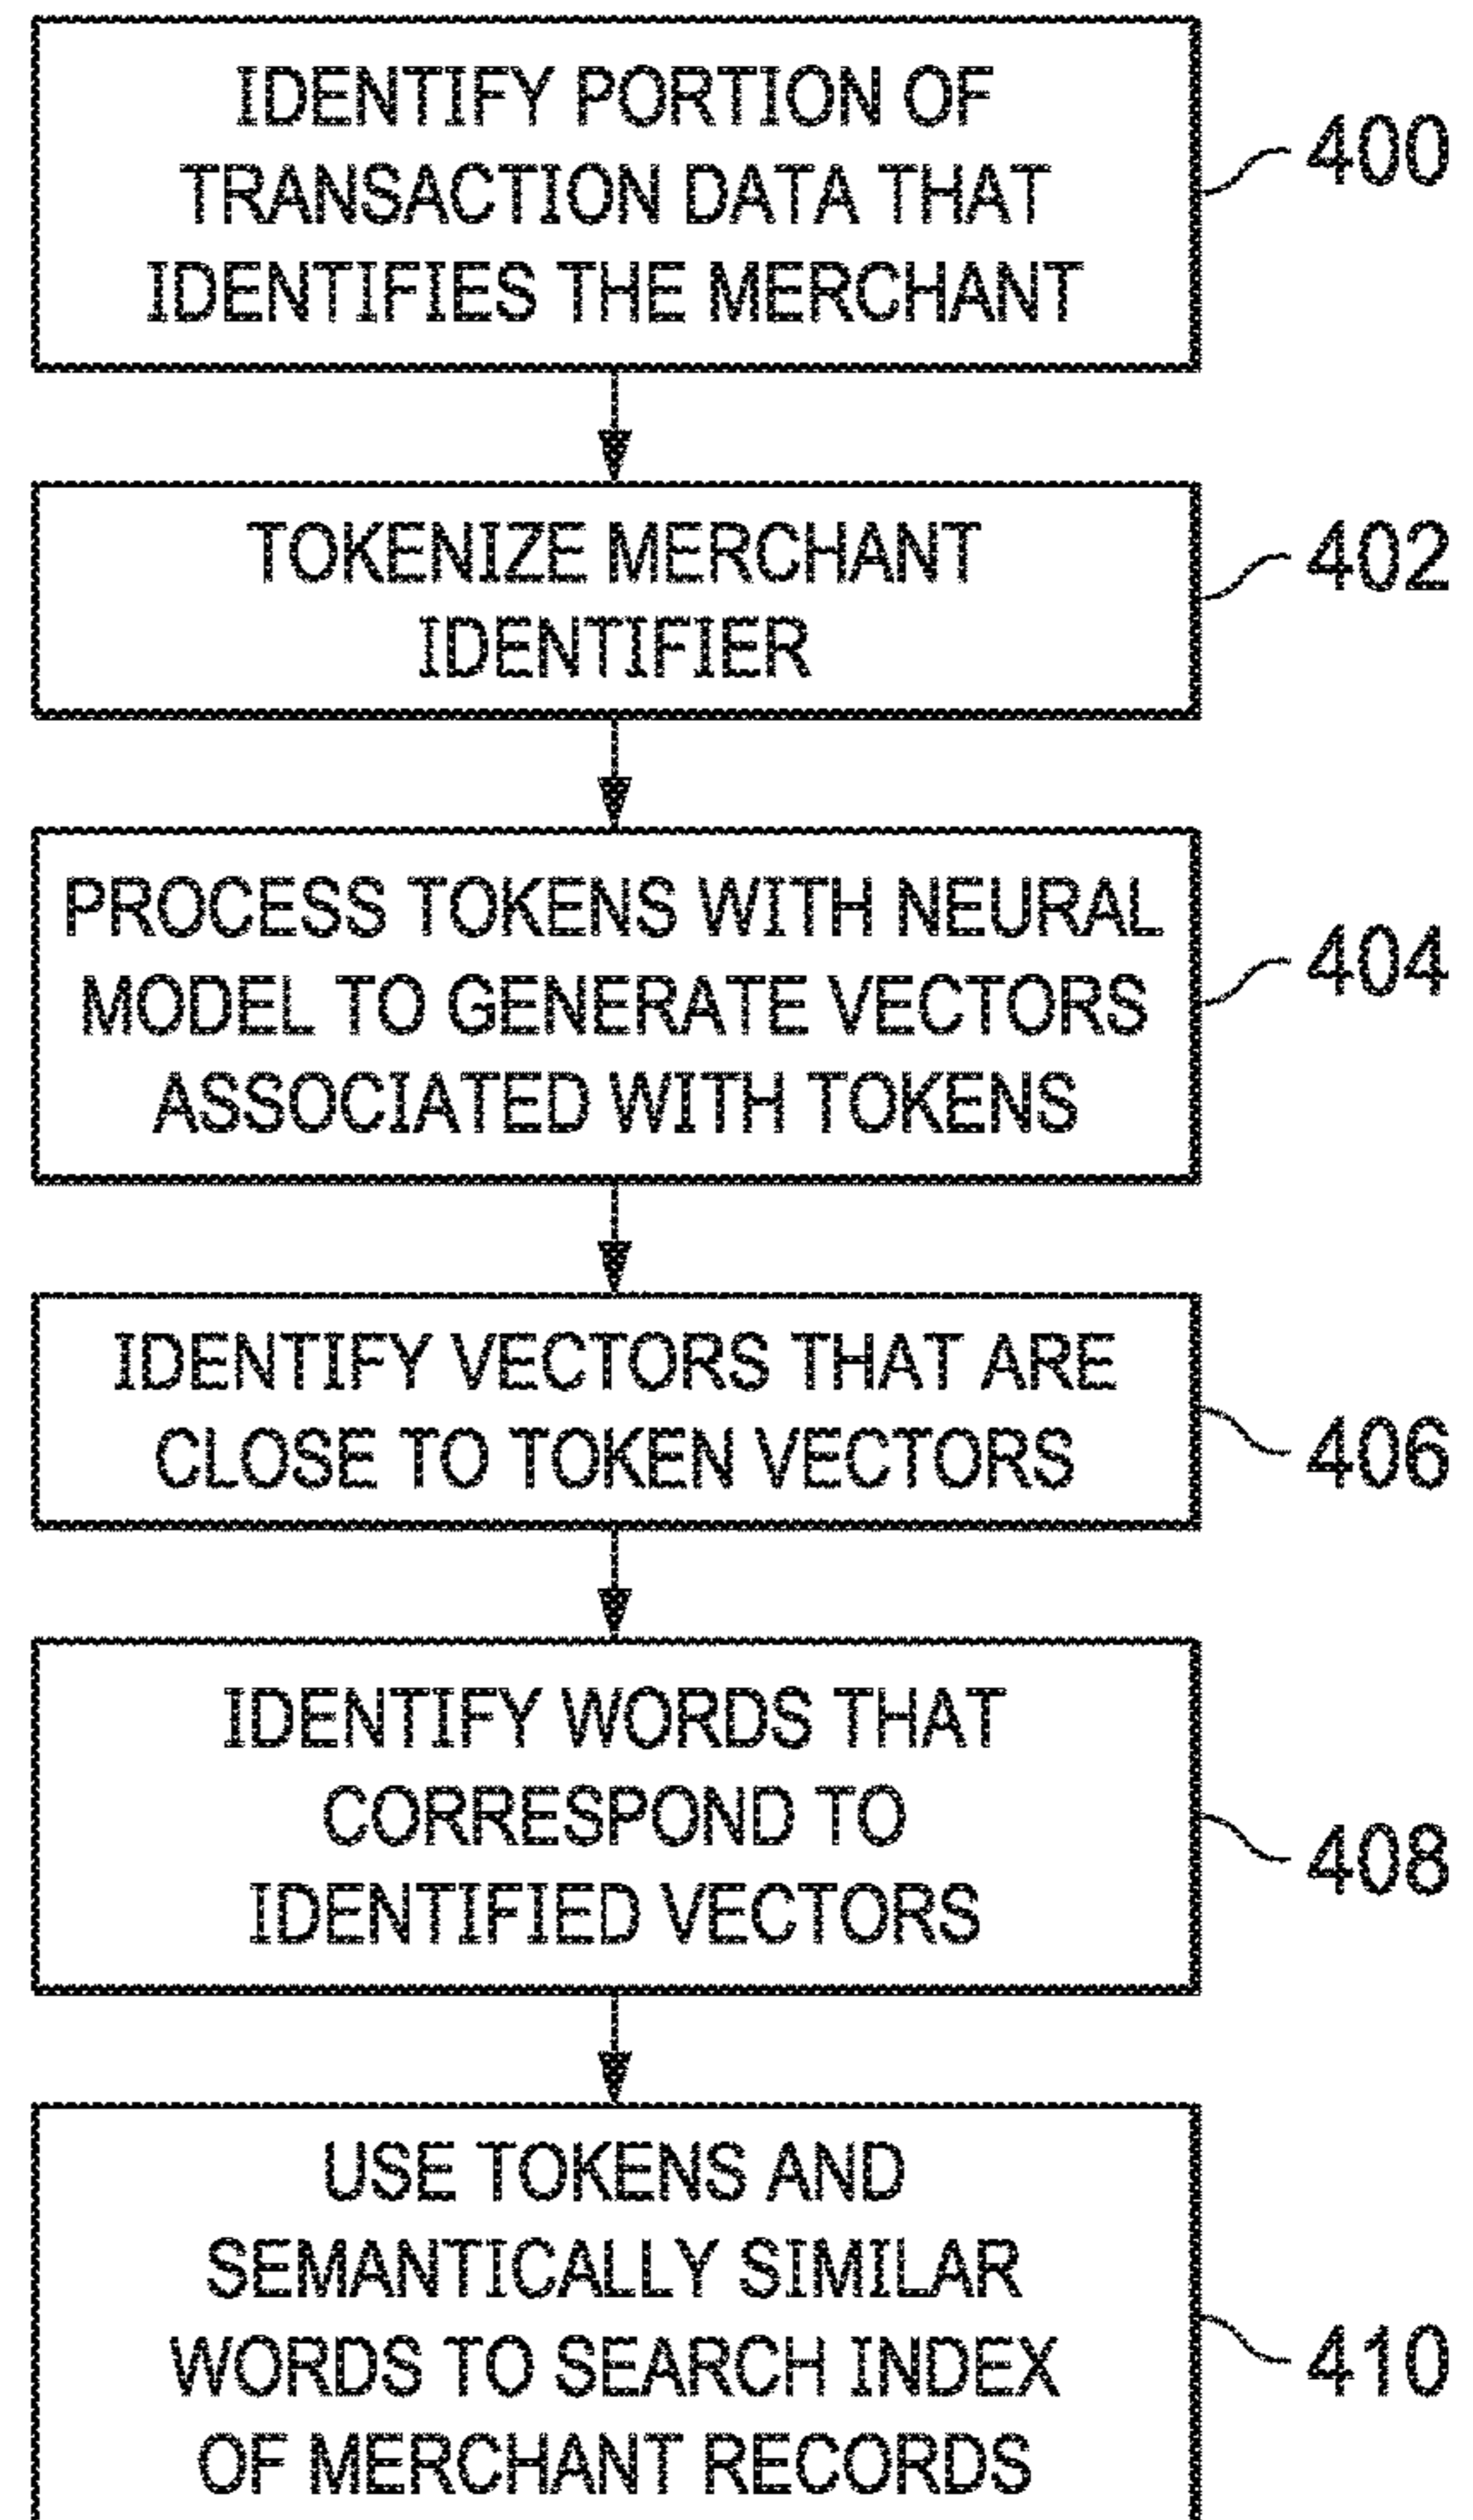 IDENTIFY PORTION OF
TRANSACTION DATA THAT
IDENTIFIES THE MERCHANT
400
TOKENIZE MERCHANT
IDENTIFIER
402
PROCESS TOKENS WITH NEURAL
MODEL TO GENERATE VECTORS
ASSOCIATED WITH TOKENS
404
IDENTIFY VECTORS THAT ARE
CLOSE TO TOKEN VECTORS
406
IDENTIFY WORDS THAT
CORRESPOND TO
IDENTIFIED VECTORS
408
USE TOKENS AND
SEMANTICALLY SIMILAR
WORDS TO SEARCH INDEX
OF MERCHANT RECORDS
410